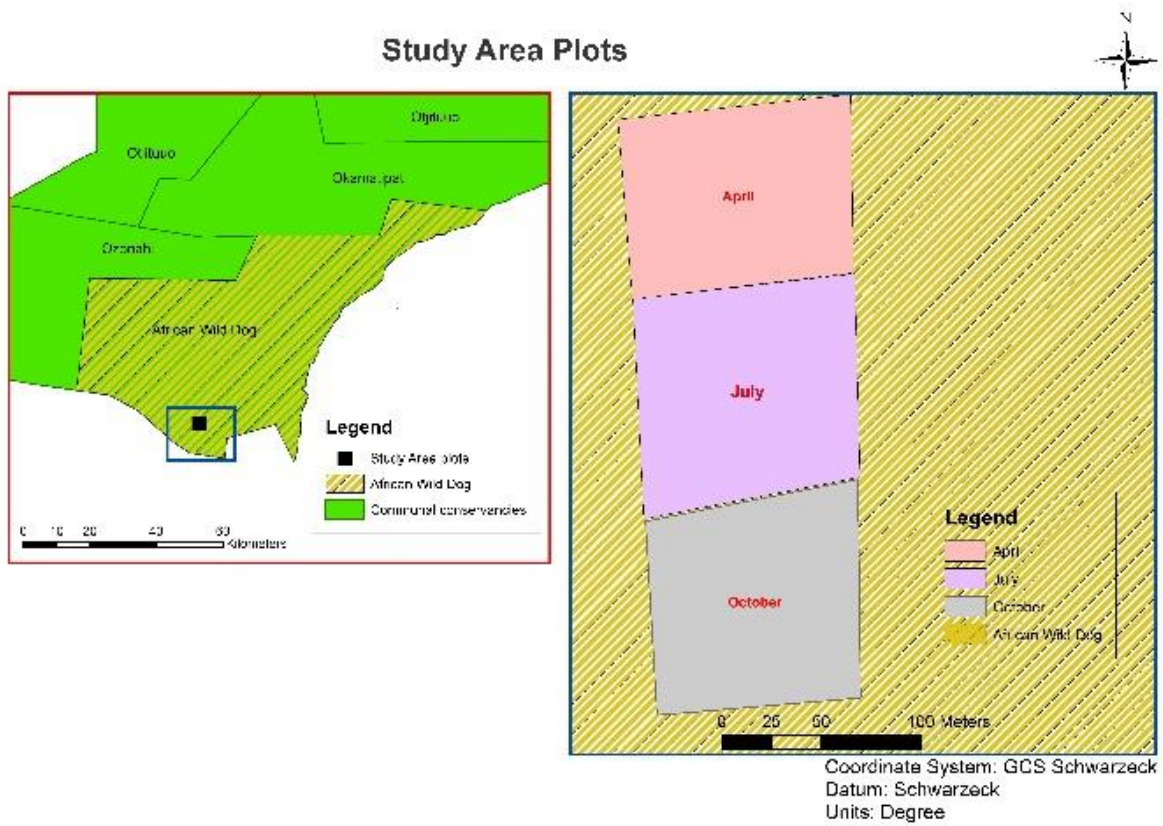 Study Area Plots
N
Otjituuo
Okamatapati
Ozonahi
African Wild Dog
Legend
Study Area plots
African Wild Dog
Communal conservancies
0 10 20 40 60
Kilometers
April
July
October
Legend
April
July
October
African Wild Dog
0 25 50 100 Meters
Coordinate System: GCS Schwarzeck
Datum: Schwarzeck
Units: Degree